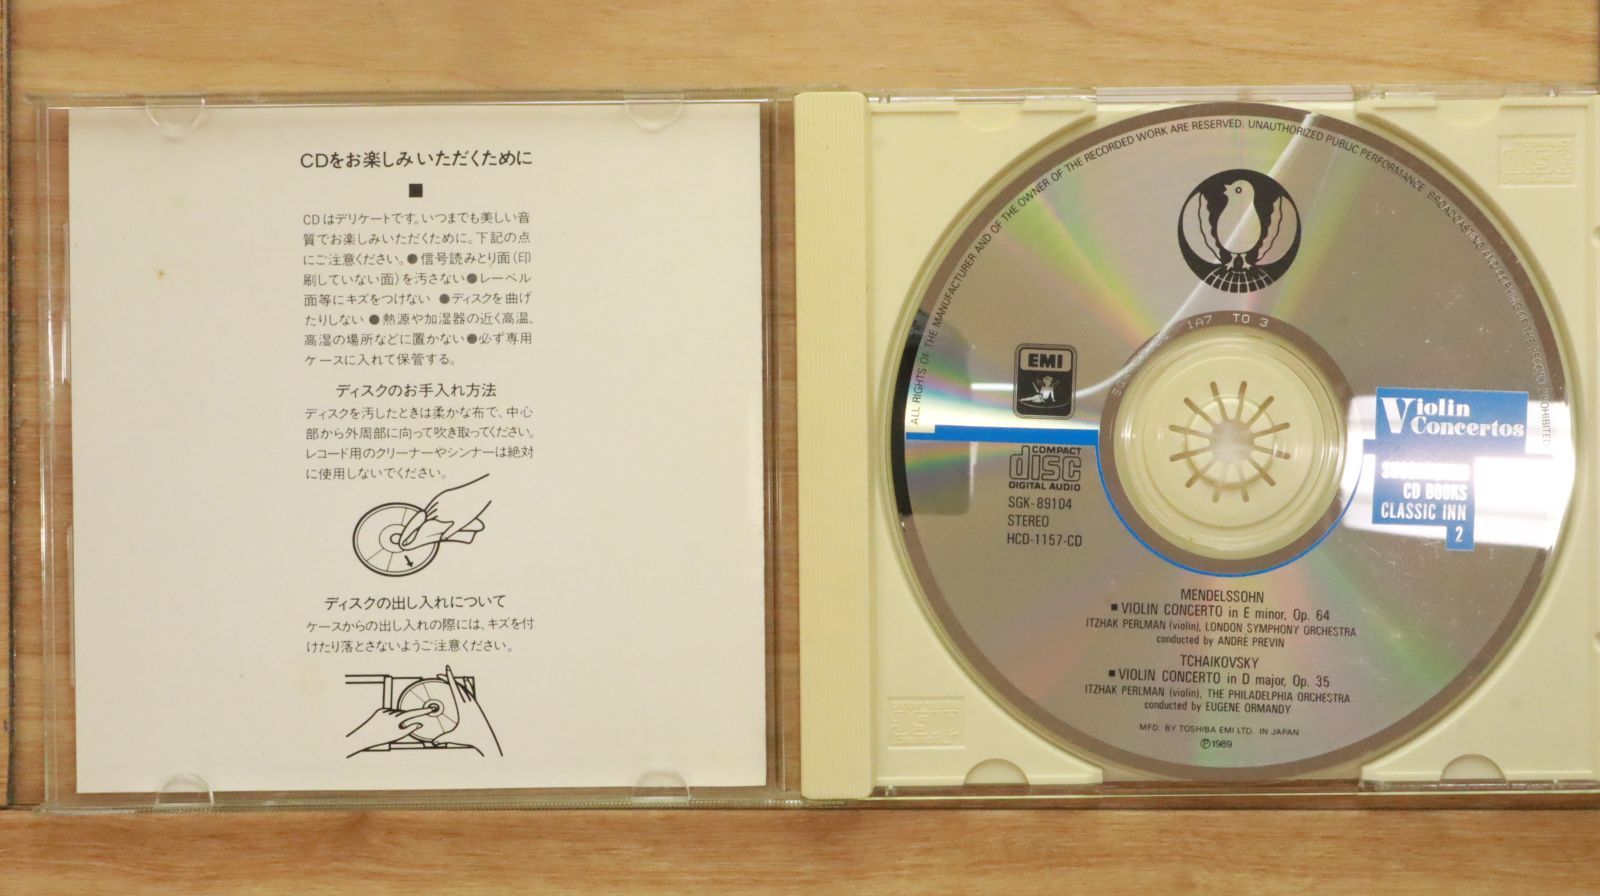 CDをお楽しみいただくために
■
CDはデリケートです。いつまでも美しい音
質でお楽しみいただくために。下記の点
にご注意ください。●信号読みとり面(印
刷していない面)を汚さない●レーベル
面等にキズをつけない ●ディスクを曲げ
たりしない ●熱源や加湿器の近く高温、
高湿の場所などに置かない●必ず専用
ケースに入れて保管する。
ディスクのお手入れ方法
ディスクを汚したときは柔かな布で、中心
部から外周部に向って吹き取ってください。
レコード用のクリーナーやシンナーは絶対
に使用しないでください。
ディスクの出し入れについて
ケースからの出し入れの際には、キズを付
けたり落とさないようご注意ください。
ALL RIGHTS OF THE MANUFACTURER AND OF THE OWNER OF THE RECORDED WORK ARE RESERVED. UNAUTHORIZED PUBLIC PERFORMANCE, BROADCASTING AND COPYING OF THE RECORD PROHIBITED
1A7 TO 3
EMI
Violin
Concertos
CD BOOKS
CLASSIC INN
2
COMPACT
disc
DIGITAL AUDIO
SGK-89104
STEREO
HCD-1157-CD
MENDELSSOHN
■ VIOLIN CONCERTO in E minor, Op. 64
ITZHAK PERLMAN (violin), LONDON SYMPHONY ORCHESTRA
conducted by ANDRÉ PREVIN
TCHAIKOVSKY
■ VIOLIN CONCERTO in D major, Op. 35
ITZHAK PERLMAN (violin), THE PHILADELPHIA ORCHESTRA
conducted by EUGENE ORMANDY
MFD. BY TOSHIBA EMI LTD. IN JAPAN
Ⓟ1989